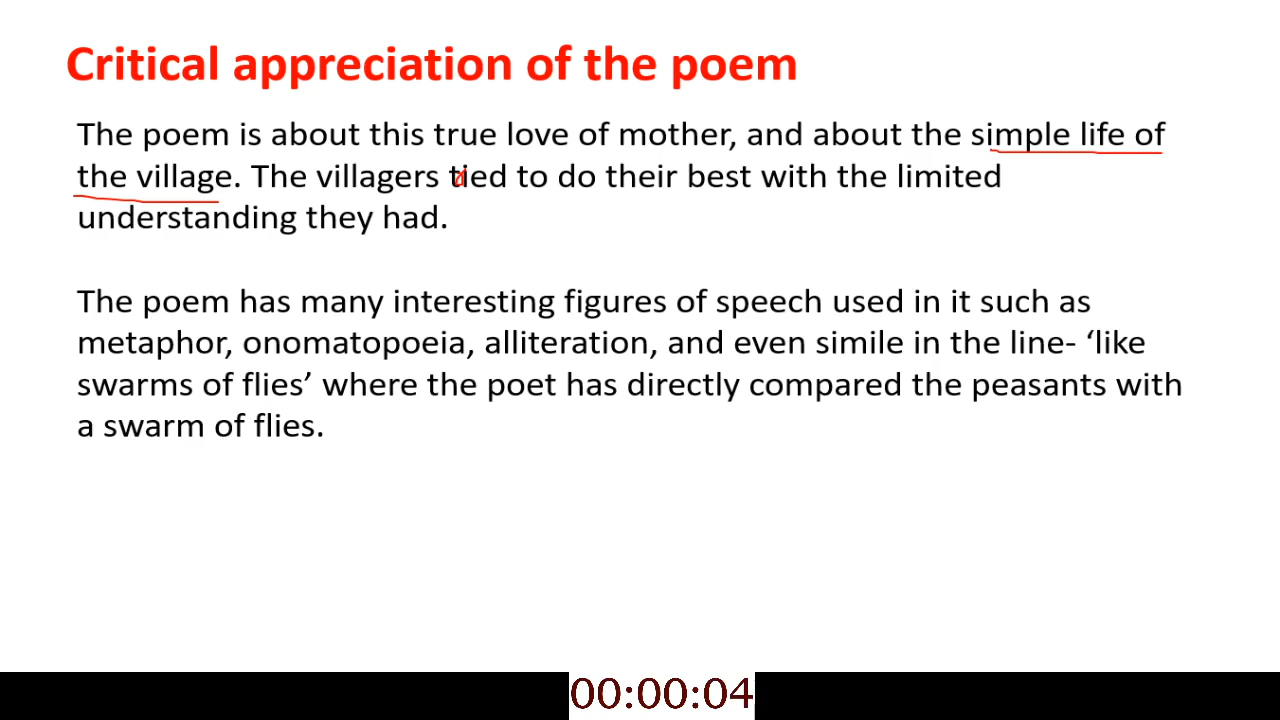 Critical appreciation of the poem
The poem is about this true love of mother, and about the simple life of
the village. The villagers tied to do their best with the limited
understanding they had.
The poem has many interesting figures of speech used in it such as
metaphor, onomatopoeia, alliteration, and even simile in the line- ‘like
swarms of flies’ where the poet has directly compared the peasants with
a swarm of flies.
00:00:04